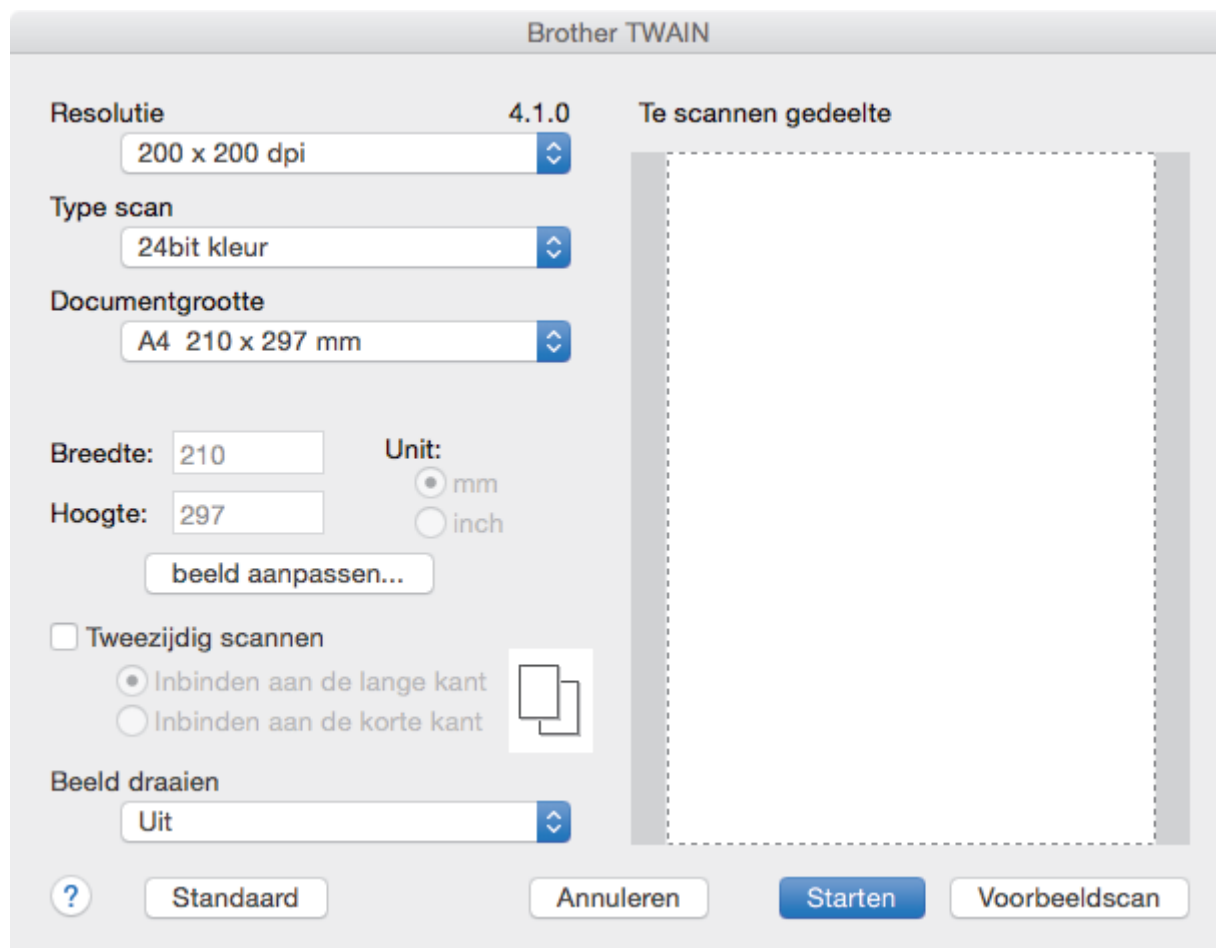 Brother TWAIN
Resolutie 4.1.0
200 x 200 dpi
Type scan
24bit kleur
Documentgrootte
A4 210 x 297 mm
Breedte: 210
Hoogte: 297
Unit:
mm
inch
beeld aanpassen...
Tweezijdig scannen
Inbinden aan de lange kant
Inbinden aan de korte kant
Beeld draaien
Uit
Te scannen gedeelte
? Standaard Annuleren Starten Voorbeeldscan